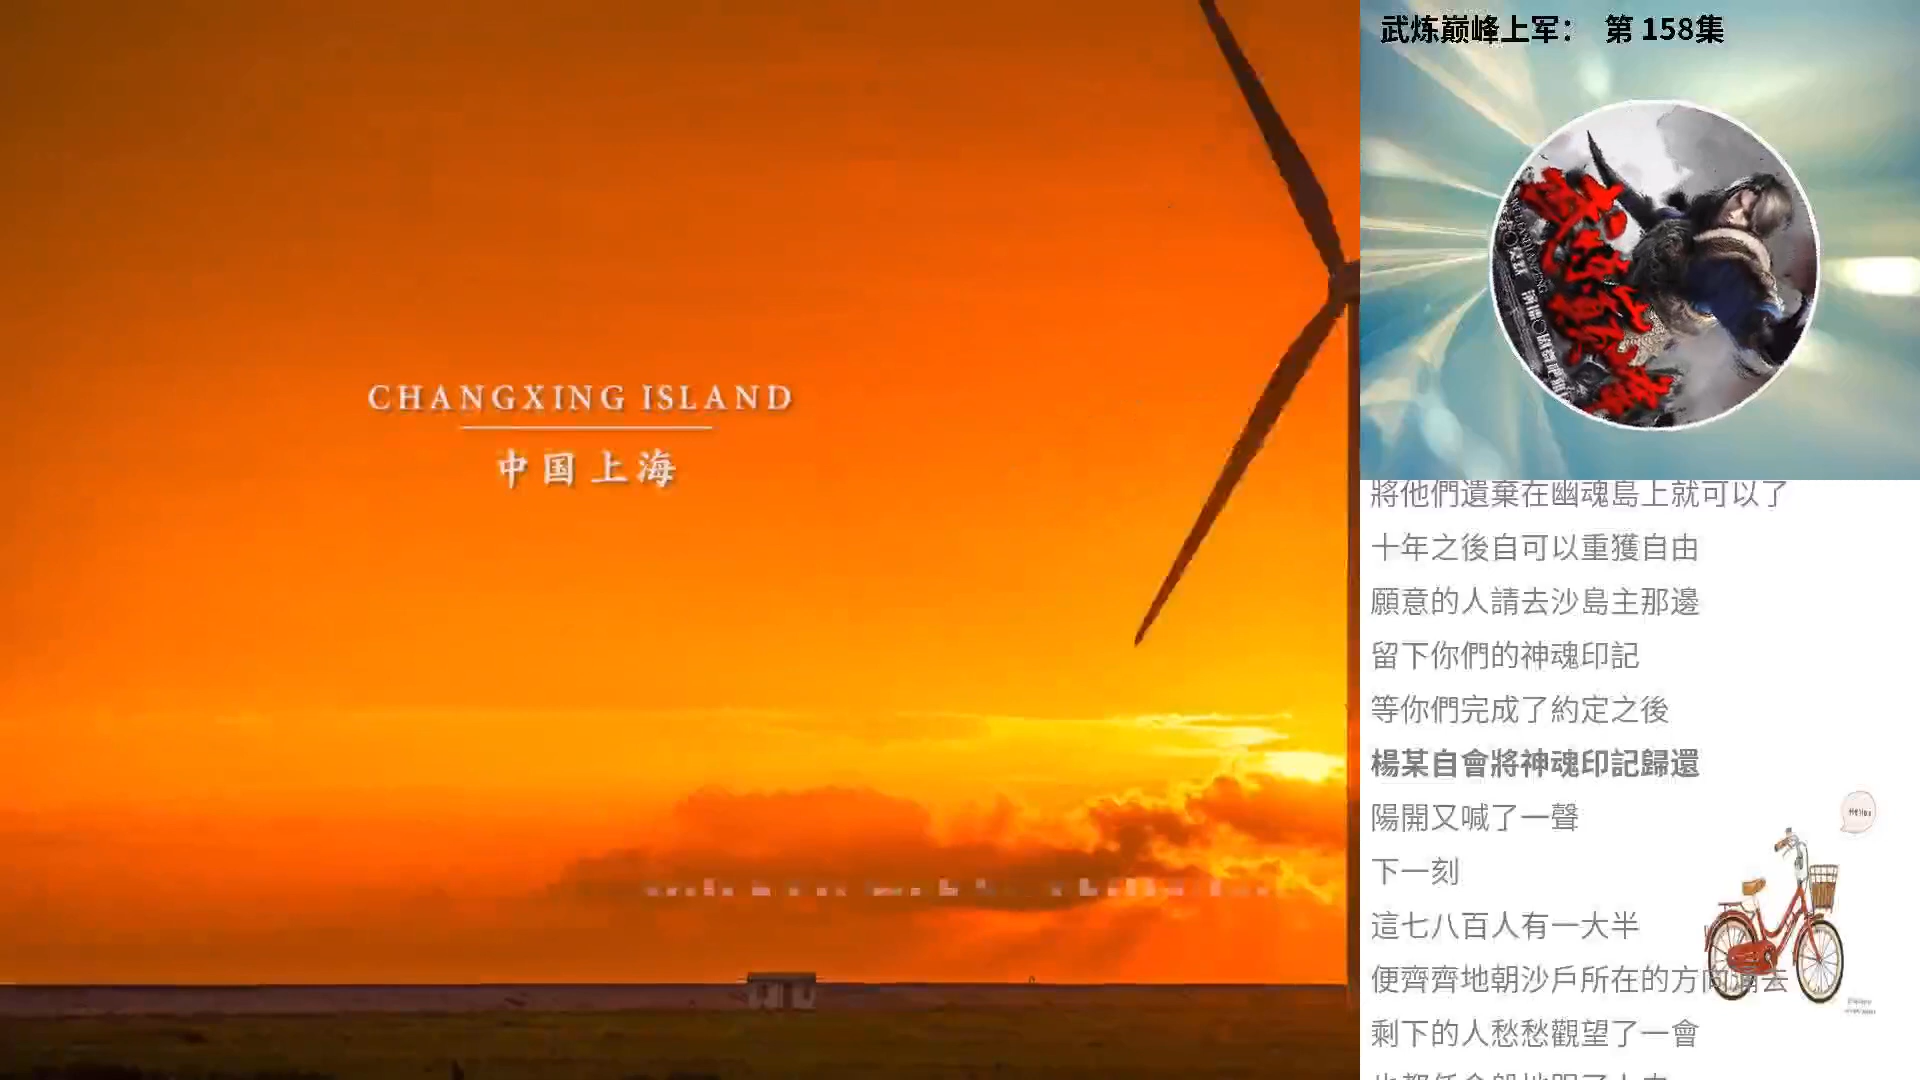 CHANGXING ISLAND
中国上海
武炼巅峰上军： 第 158集
將他們遺棄在幽魂島上就可以了
十年之後自可以重獲自由
願意的人請去沙島主那邊
留下你們的神魂印記
等你們完成了約定之後
楊某自會將神魂印記歸還
陽開又喊了一聲
下一刻
這七八百人有一大半
便齊齊地朝沙戶所在的方向湧去
剩下的人愁愁觀望了一會
Hello